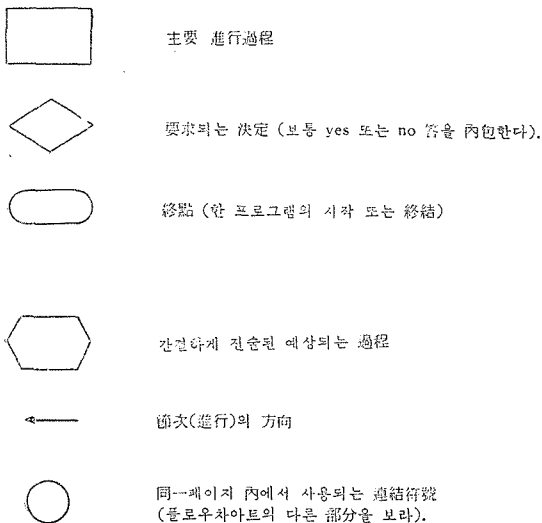 主要 進行過程
要求되는 決定 (보통 yes 또는 no 答을 內包한다).
終點 (한 프로그램의 시작 또는 終結)
간결하게 진술된 예상되는 過程
節次(進行)의 方向
同一페이지 內에서 사용되는 連結符號
(플로우차아트의 다른 部分을 보라).